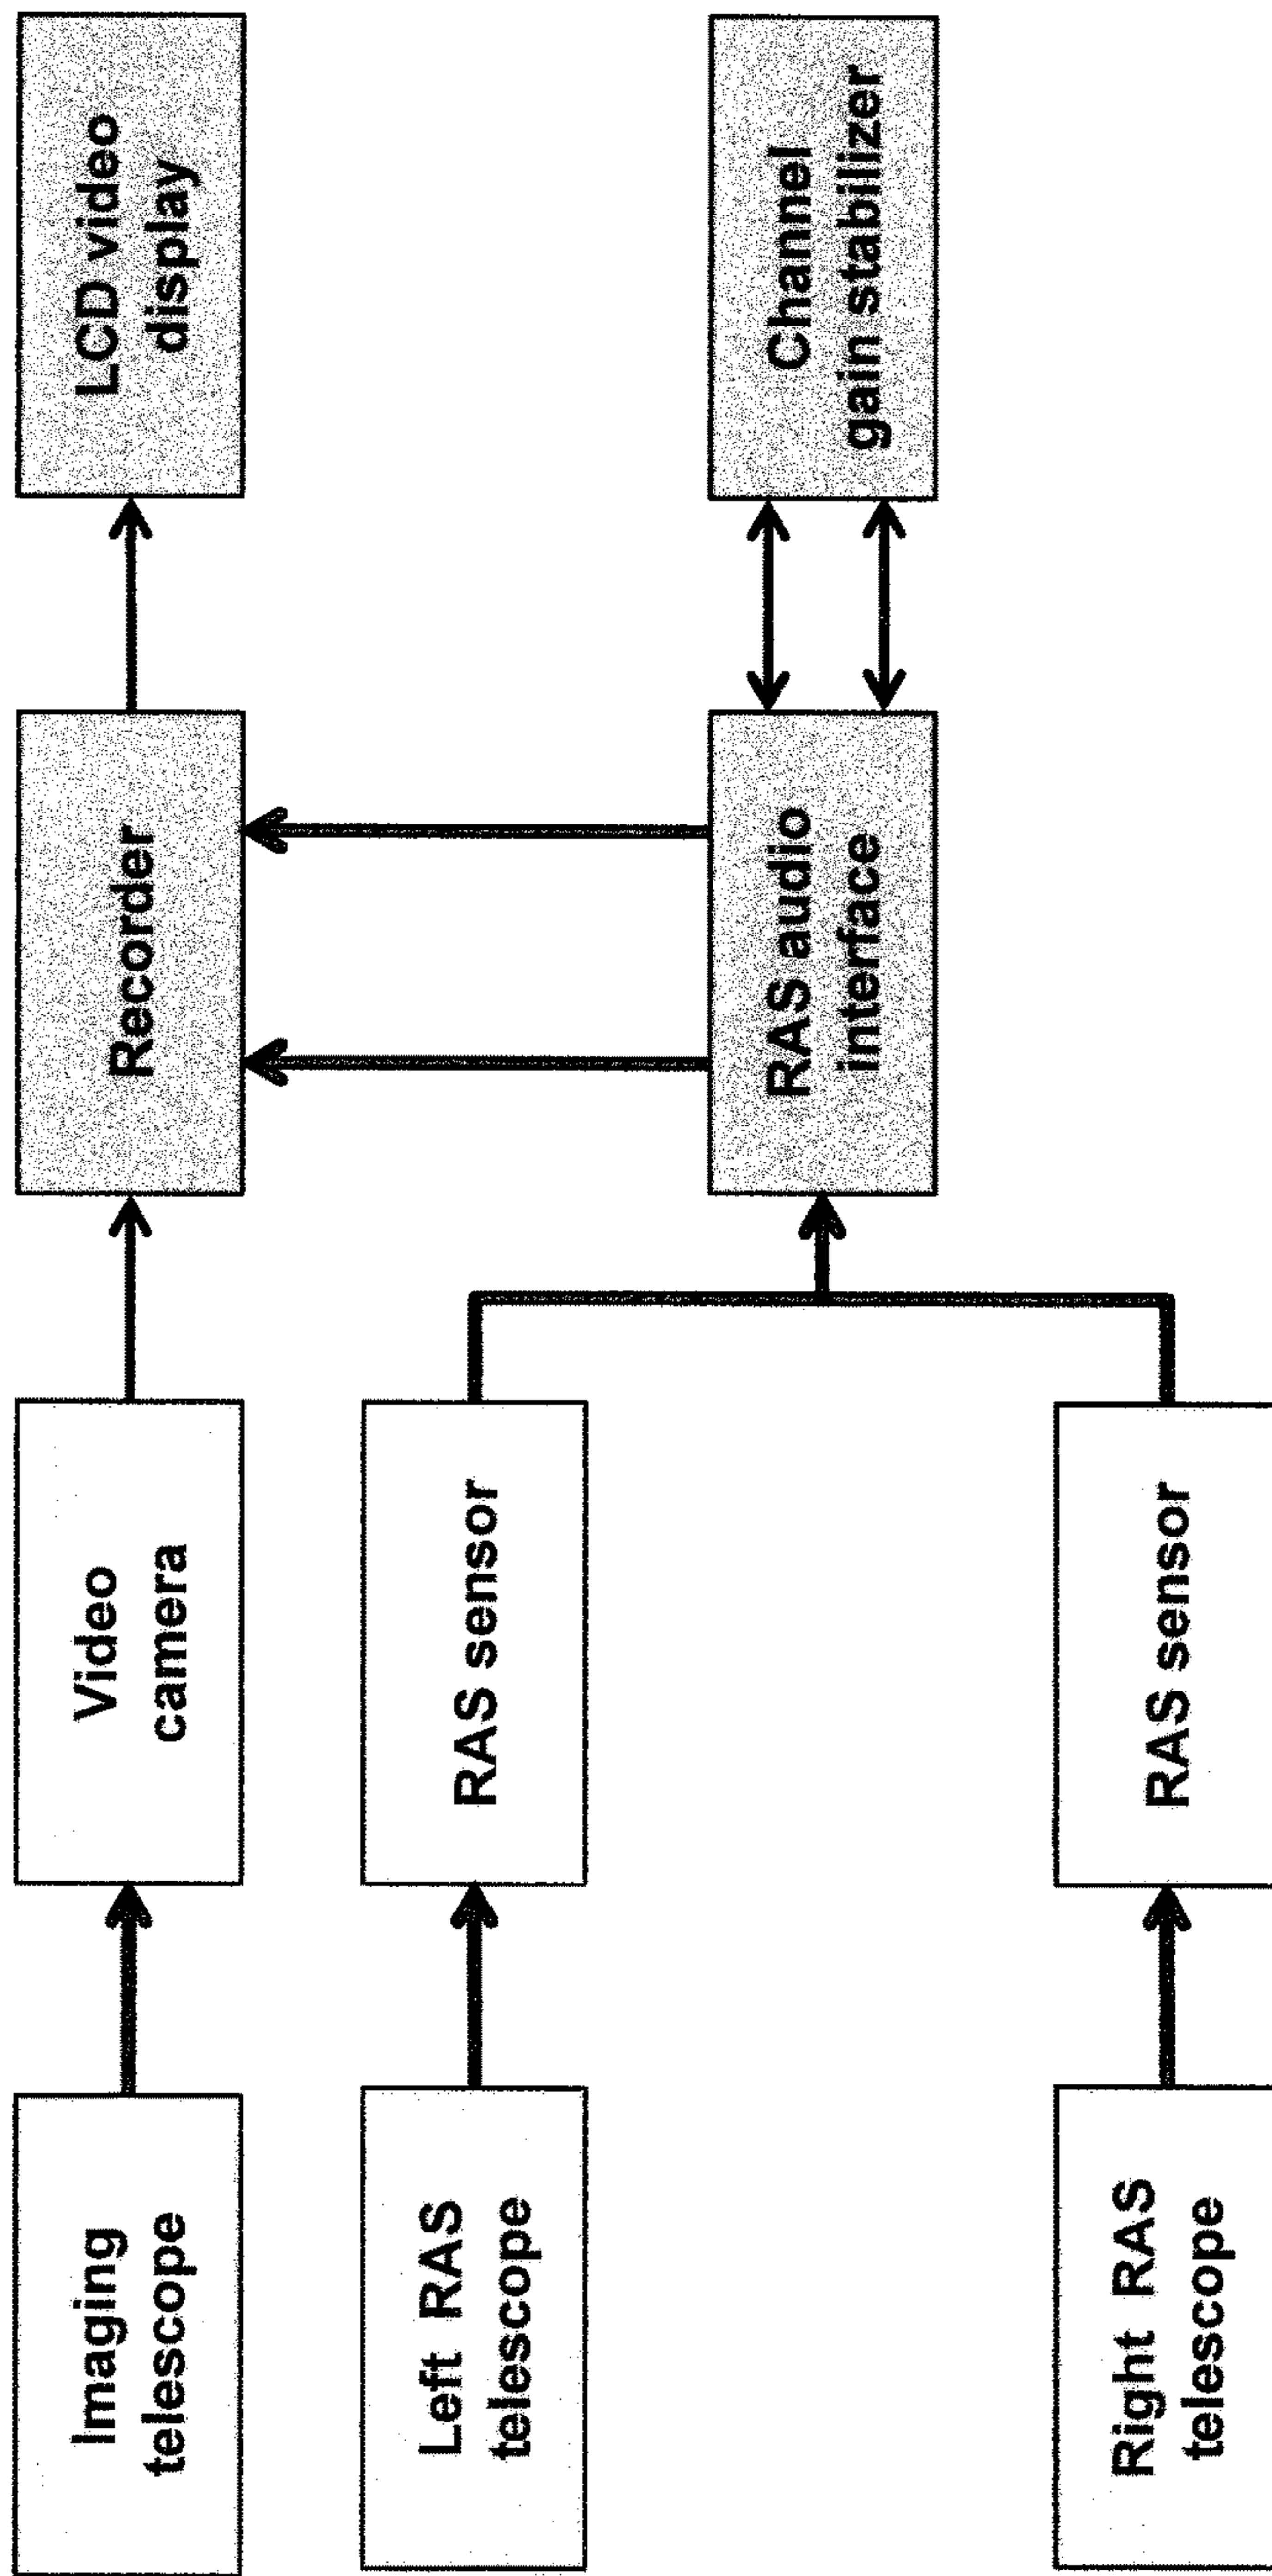 Imaging
telescope
Video
camera
Recorder
LCD video
display
Left RAS
telescope
RAS sensor
RAS audio
interface
Channel
gain stabilizer
Right RAS
telescope
RAS sensor